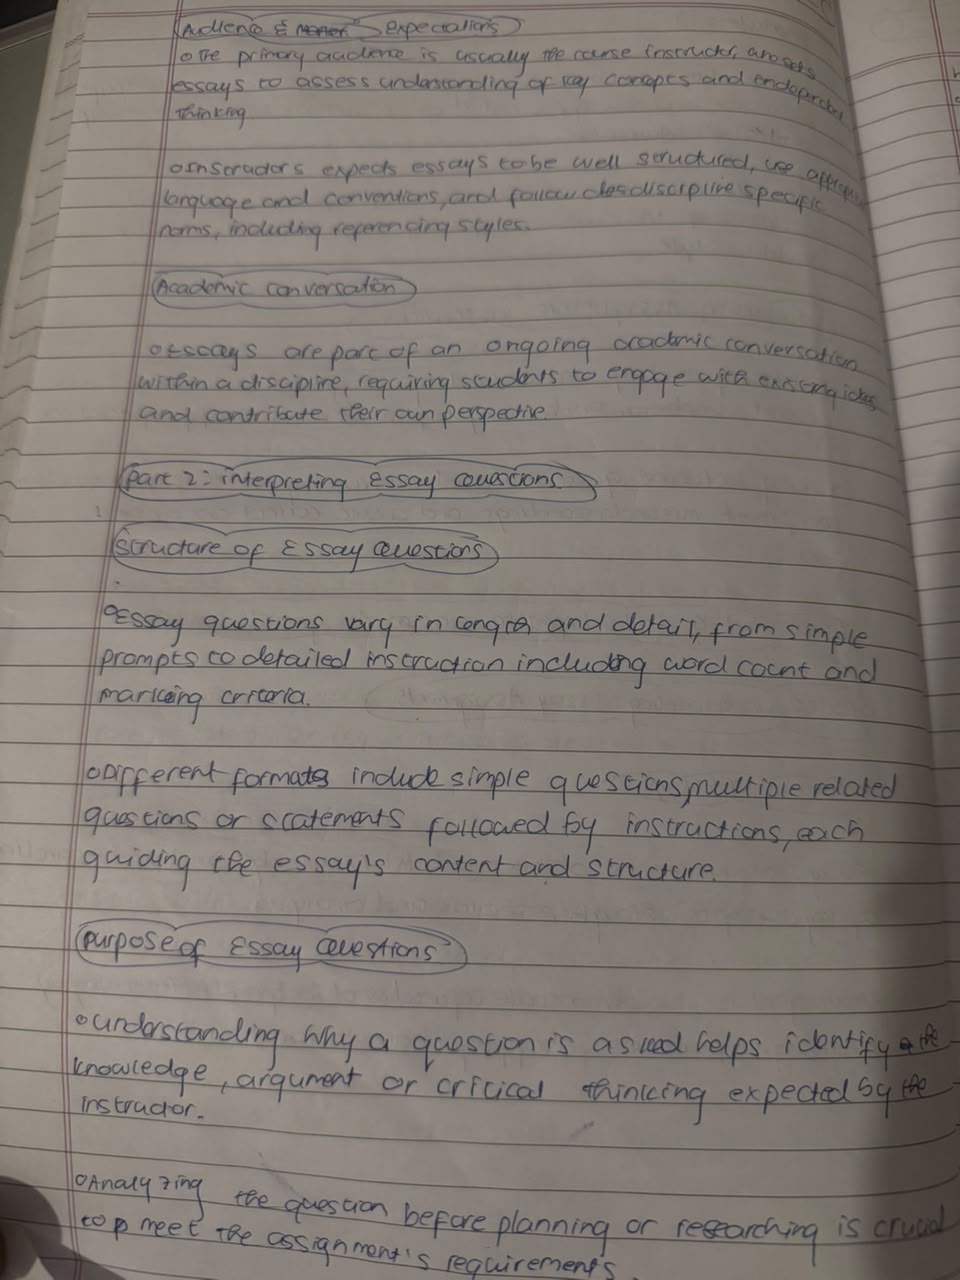 Audience & expectations
The primary audience is usually the course instructor, who sets
essays to assess understanding of key concepts and
thinking
expects essays to be well structured, use
language and conventions, and follow discipline specific
norms, including referencing styles.
Academic conversation
Essays are part of an ongoing academic conversation
within a discipline, requiring students to engage with existing ides
and contribute their own perspective.
Part 2: interpreting Essay Questions
Structure of Essay Questions
Essay questions vary in length and detail, from simple
prompts to detailed instruction including word count and
marking criteria.
Different formats include simple questions, multiple related
questions or statements followed by instructions, each
guiding the essay's content and structure.
Purpose of Essay Questions
understanding why a question is asked helps identify the
knowledge, argument or critical thinking expected by the
instructor.
Analyzing the question before planning or researching is crucial
to meet the assignment's requirements.